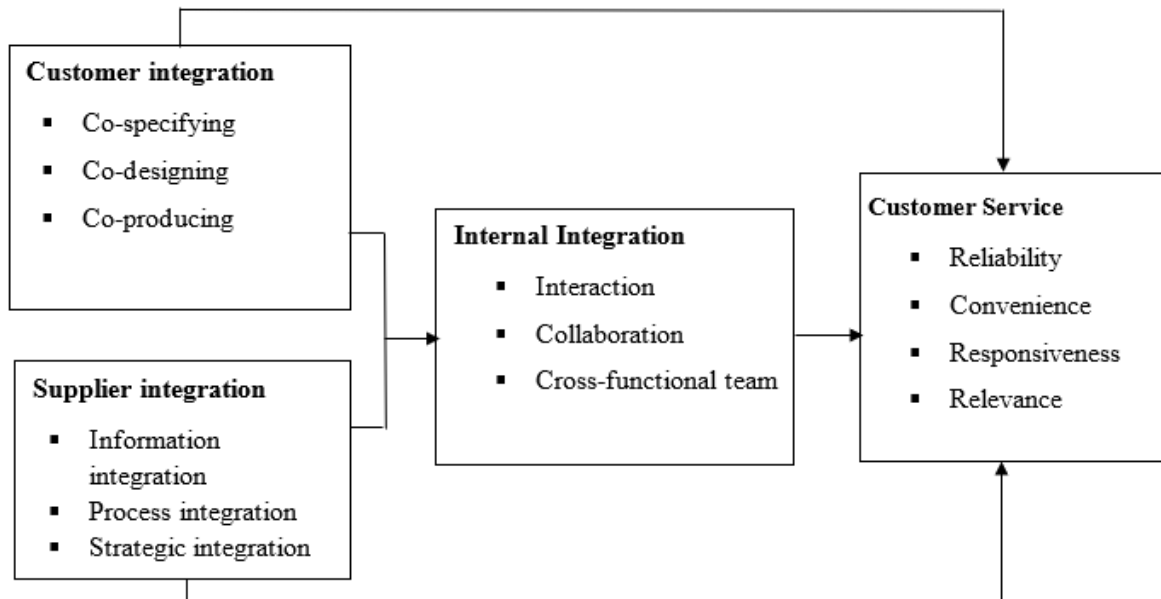 Customer integration
▪ Co-specifying
▪ Co-designing
▪ Co-producing
Supplier integration
▪ Information
integration
▪ Process integration
▪ Strategic integration
Internal Integration
▪ Interaction
▪ Collaboration
▪ Cross-functional team
Customer Service
▪ Reliability
▪ Convenience
▪ Responsiveness
▪ Relevance